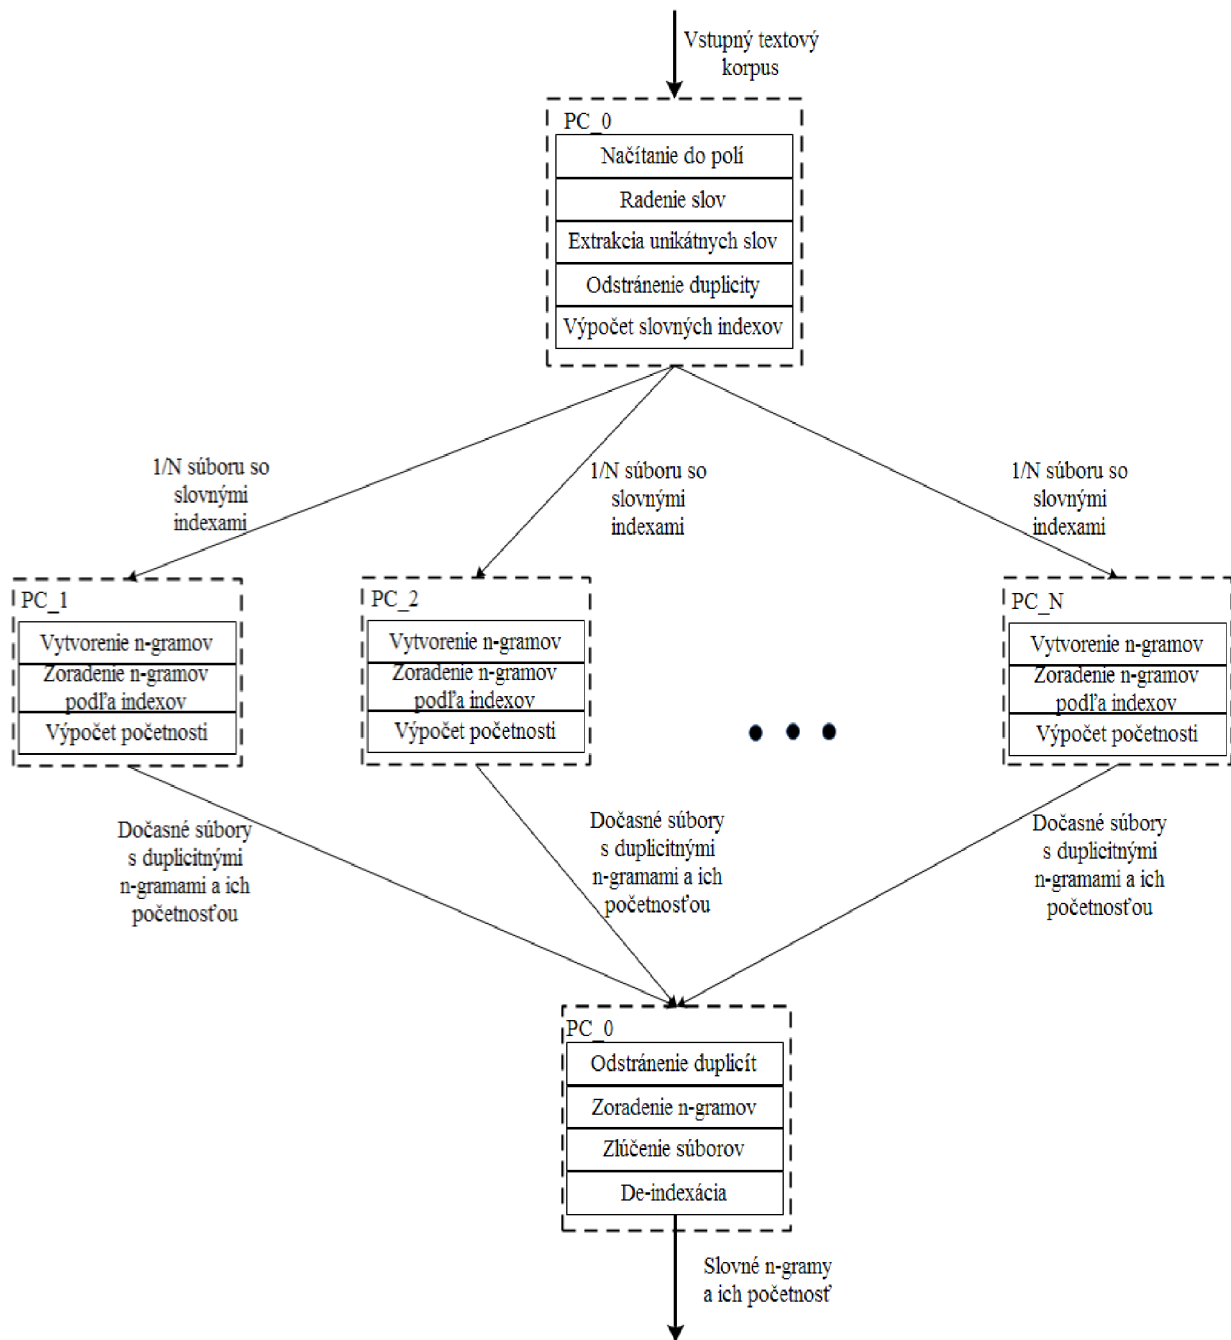 Vstupný textový
korpus
PC_0
Načítanie do polí
Radenie slov
Extrakcia unikátnych slov
Odstránenie duplicity
Výpočet slovných indexov
1/N súboru so
slovnými
indexami
1/N súboru so
slovnými
indexami
1/N súboru so
slovnými
indexami
PC_1
Vytvorenie n-gramov
Zoradenie n-gramov
podľa indexov
Výpočet početnosti
PC_2
Vytvorenie n-gramov
Zoradenie n-gramov
podľa indexov
Výpočet početnosti
PC_N
Vytvorenie n-gramov
Zoradenie n-gramov
podľa indexov
Výpočet početnosti
Dočasné súbory
s duplicitnými
n-gramami a ich
početnosťou
Dočasné súbory
s duplicitnými
n-gramami a ich
početnosťou
Dočasné súbory
s duplicitnými
n-gramami a ich
početnosťou
PC_0
Odstránenie duplicít
Zoradenie n-gramov
Zlúčenie súborov
De-indexácia
Slovné n-gramy
a ich početnosť